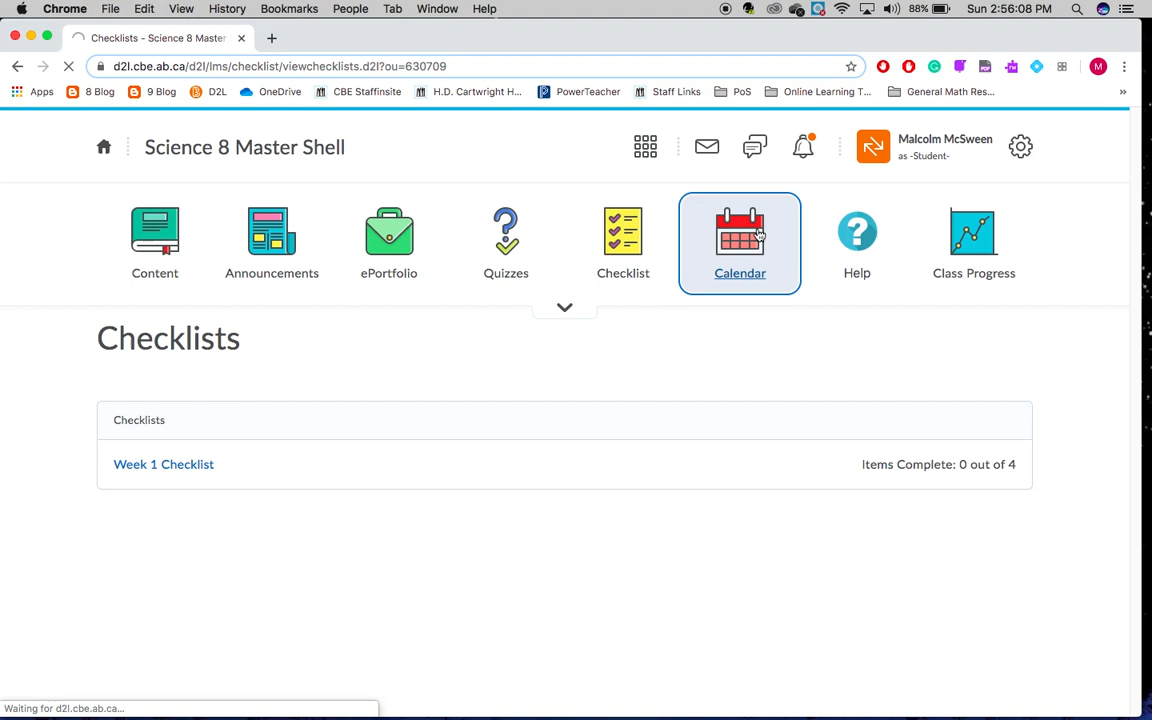 Chrome File Edit View History Bookmarks People Tab Window Help 88% Sun 2:56:08 PM
Checklists - Science 8 Master
d2l.cbe.ab.ca/d2l/lms/checklist/viewchecklists.d2l?ou=630709 M
Apps 8 Blog 9 Blog D2L OneDrive CBE Staffinsite H.D. Cartwright H... PowerTeacher Staff Links PoS Online Learning T... General Math Res... »
Science 8 Master Shell
Malcolm McSween
as -Student-
Content Announcements ePortfolio Quizzes Checklist Calendar Help Class Progress
Checklists
Checklists
Week 1 Checklist Items Complete: 0 out of 4
Waiting for d2l.cbe.ab.ca...